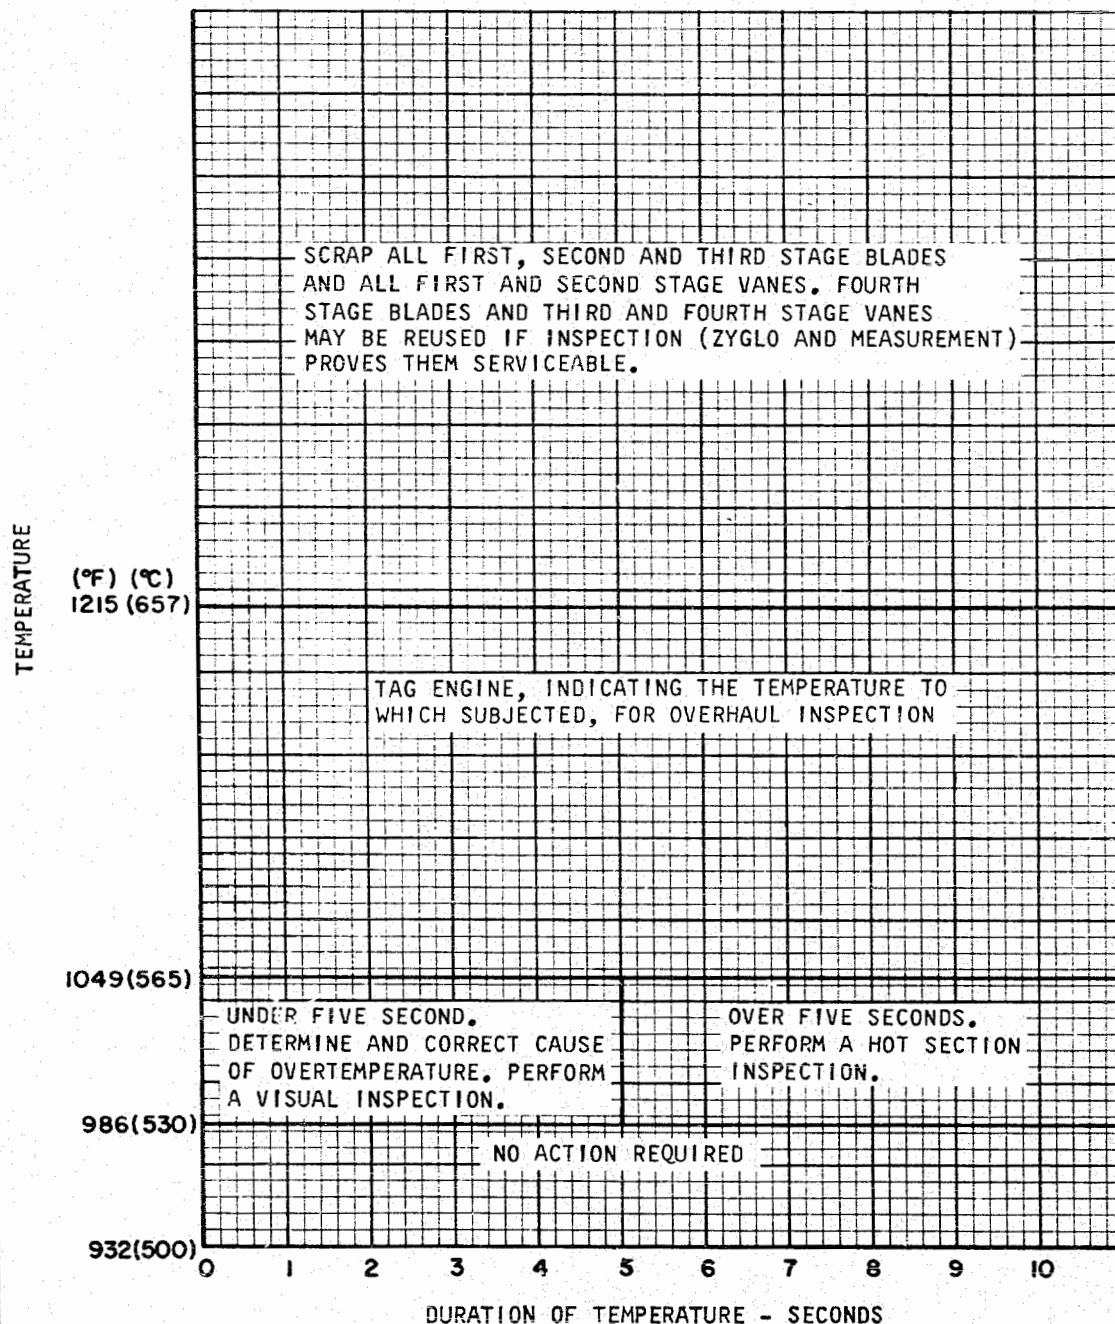 SCRAP ALL FIRST, SECOND AND THIRD STAGE BLADES
AND ALL FIRST AND SECOND STAGE VANES. FOURTH
STAGE BLADES AND THIRD AND FOURTH STAGE VANES
MAY BE REUSED IF INSPECTION (ZYGLO AND MEASUREMENT)
PROVES THEM SERVICEABLE.
TEMPERATURE
(°F) (°C)
1215 (657)
TAG ENGINE, INDICATING THE TEMPERATURE TO
WHICH SUBJECTED, FOR OVERHAUL INSPECTION
1049(565)
UNDER FIVE SECOND.
DETERMINE AND CORRECT CAUSE
OF OVERTEMPERATURE. PERFORM
A VISUAL INSPECTION.
OVER FIVE SECONDS.
PERFORM A HOT SECTION
INSPECTION.
986(530)
NO ACTION REQUIRED
932(500)
0 1 2 3 4 5 6 7 8 9 10
DURATION OF TEMPERATURE - SECONDS